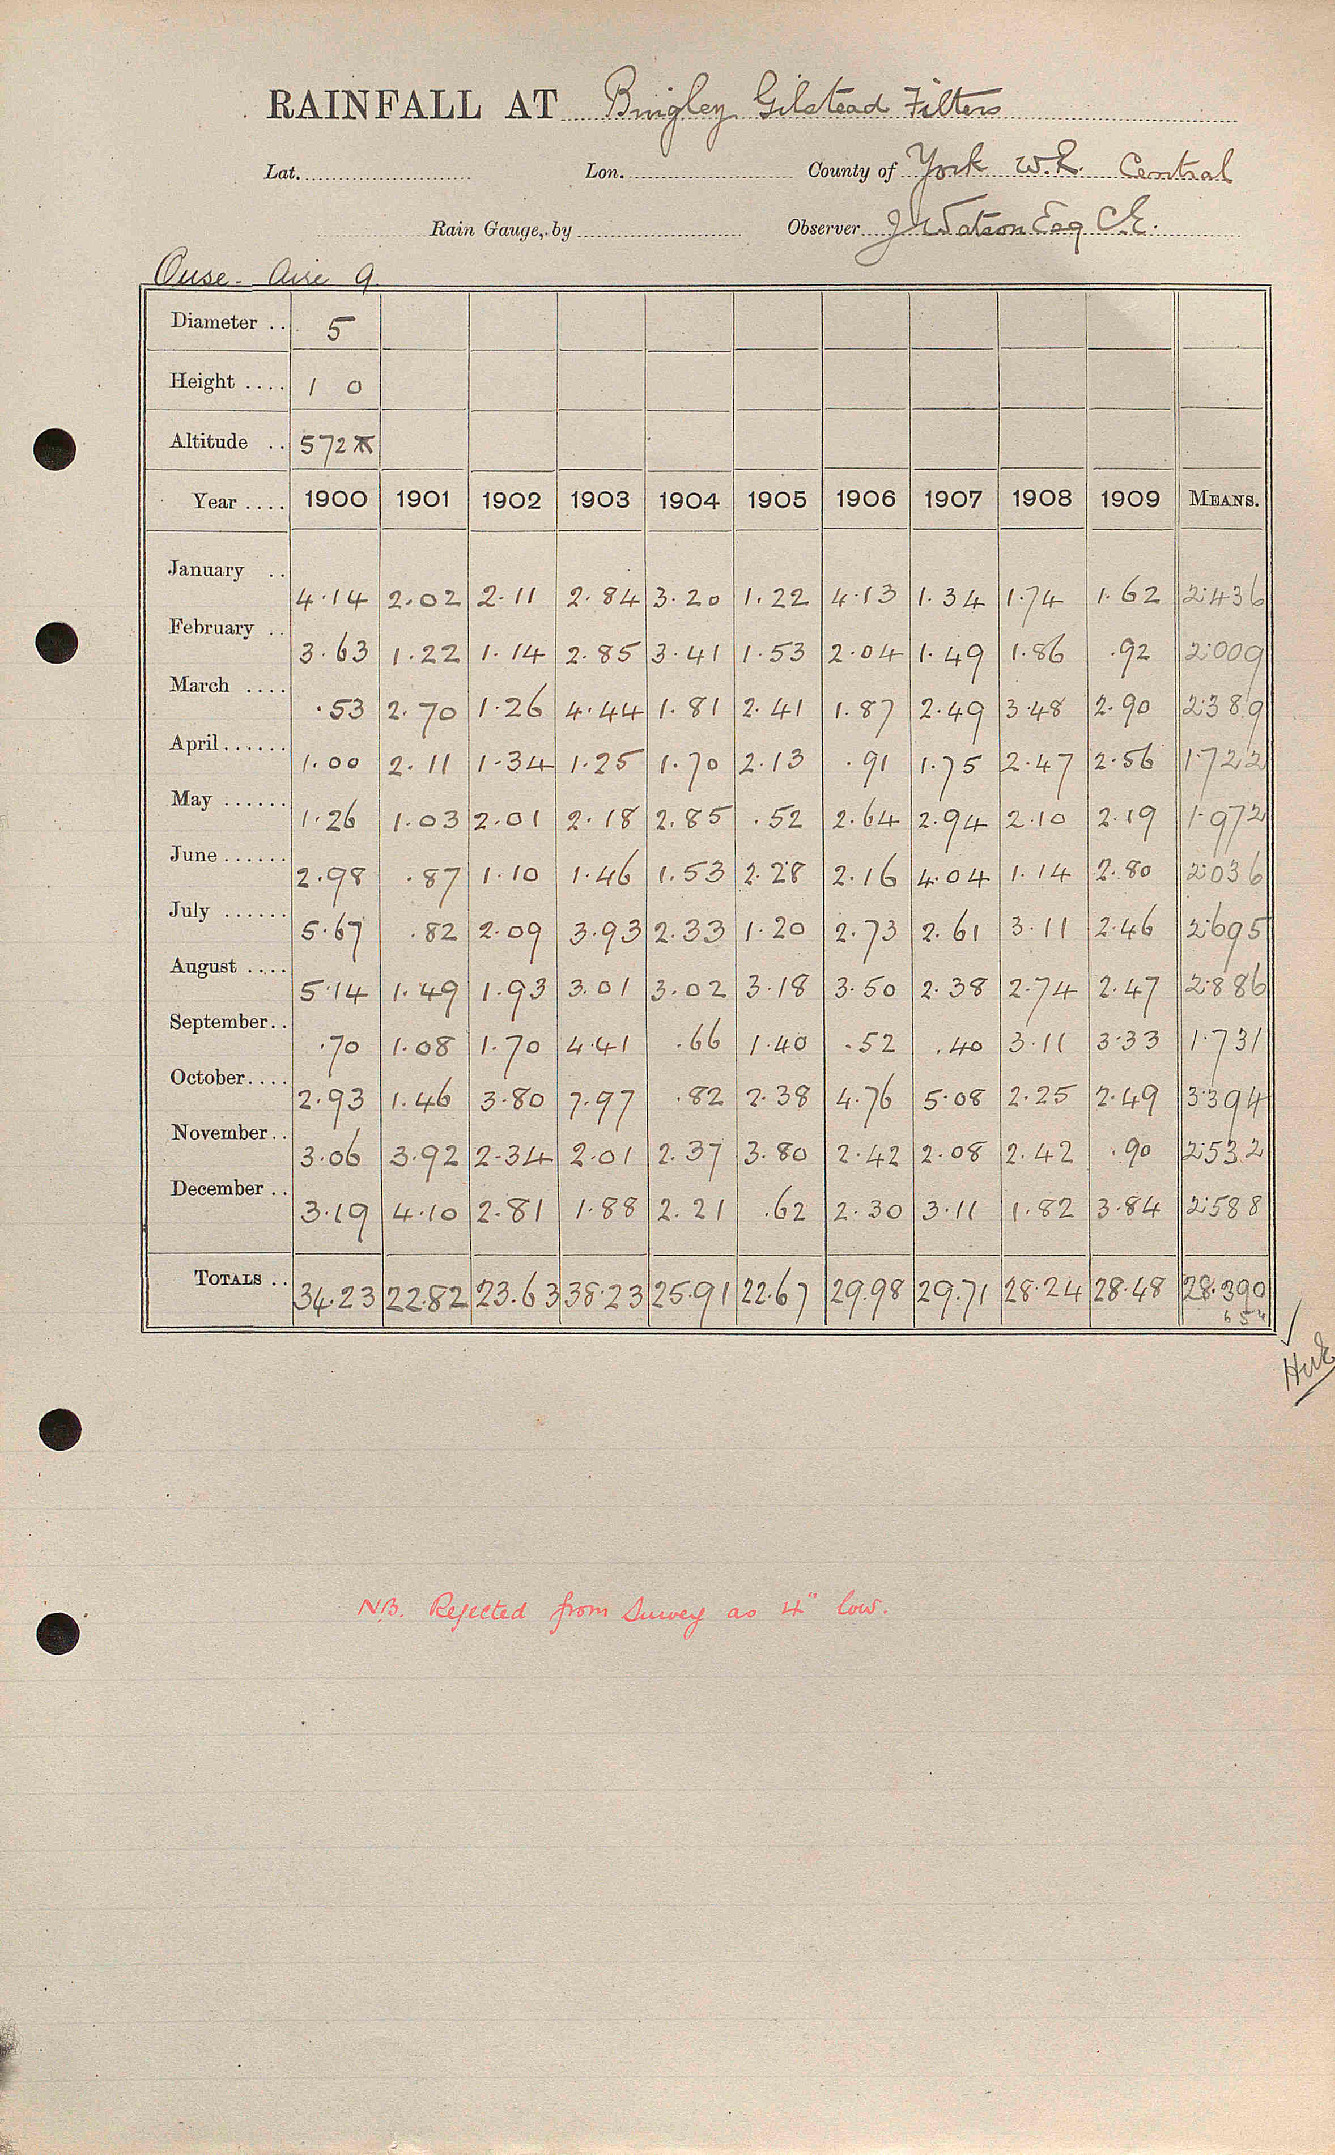 RAINFALL AT Bingley Gilstead Filters
Lat. Lon. County of York W.R. Central
Rain Gauge, by Observer J Watson Esq C.E.
Ouse - Aire 9.
Diameter .. 5
Height .... 1 0
Altitude .. 572
Year .... 1900 1901 1902 1903 1904 1905 1906 1907 1908 1909 MEANS.
January .. 4.14 2.02 2.11 2.84 3.20 1.22 4.13 1.34 1.74 1.62 2.436
February .. 3.63 1.22 1.14 2.85 3.41 1.53 2.04 1.49 1.86 .92 2.009
March .... .53 2.70 1.26 4.44 1.81 2.41 1.87 2.49 3.48 2.90 2.389
April ...... 1.00 2.11 1.34 1.25 1.70 2.13 .91 1.75 2.47 2.56 1.722
May ...... 1.26 1.03 2.01 2.18 2.85 .52 2.64 2.94 2.10 2.19 1.972
June ...... 2.98 .87 1.10 1.46 1.53 2.28 2.16 4.04 1.14 2.80 2.036
July ...... 5.67 .82 2.09 3.93 2.33 1.20 2.73 2.61 3.11 2.46 2.695
August .... 5.14 1.49 1.93 3.01 3.02 3.18 3.50 2.38 2.74 2.47 2.886
September .. .70 1.08 1.70 4.41 .66 1.40 .52 .40 3.11 3.33 1.731
October .... 2.93 1.46 3.80 7.97 .82 2.38 4.76 5.08 2.25 2.49 3.394
November .. 3.06 3.92 2.34 2.01 2.37 3.80 2.42 2.08 2.42 .90 2.532
December .. 3.19 4.10 2.81 1.88 2.21 .62 2.30 3.11 1.82 3.84 2.588
TOTALS .. 34.23 22.82 23.63 38.23 25.91 22.67 29.98 29.71 28.24 28.48 28.390
N.B. Rejected from Survey as 4" low.